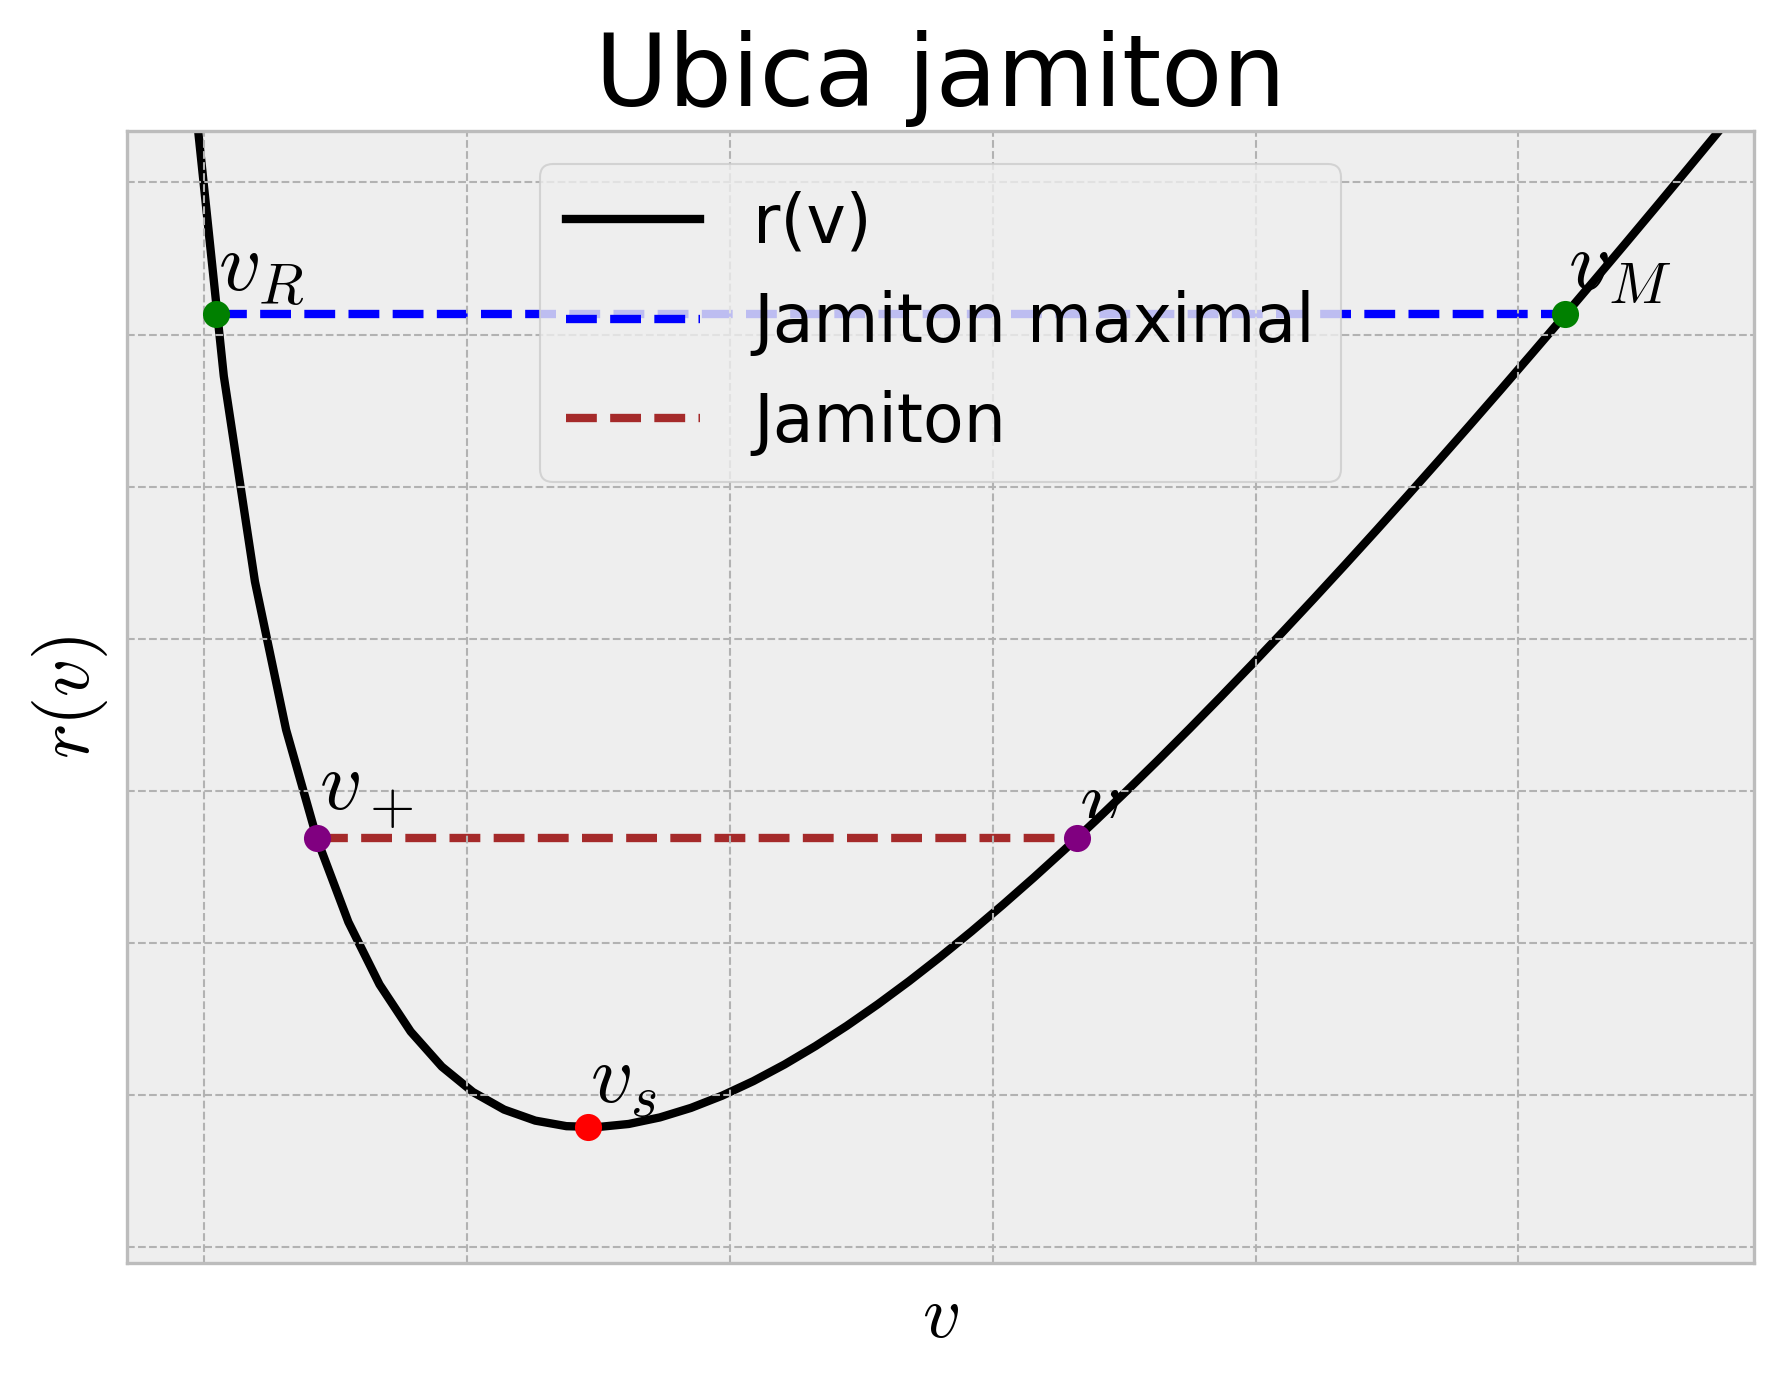 Ubica jamiton
r(v)
Jamiton maximal
Jamiton
v_R
v_M
v_+
v
v_s
r(v)
v